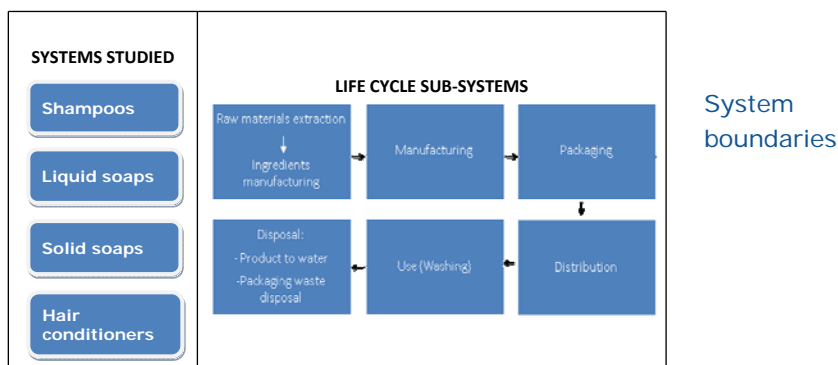 SYSTEMS STUDIED
Shampoos
Liquid soaps
Solid soaps
Hair
conditioners
LIFE CYCLE SUB-SYSTEMS
Raw materials extraction
Ingredients
manufacturing
Manufacturing
Packaging
Disposal:
- Product to water
-Packaging waste
disposal
Use (Washing)
Distribution
System
boundaries